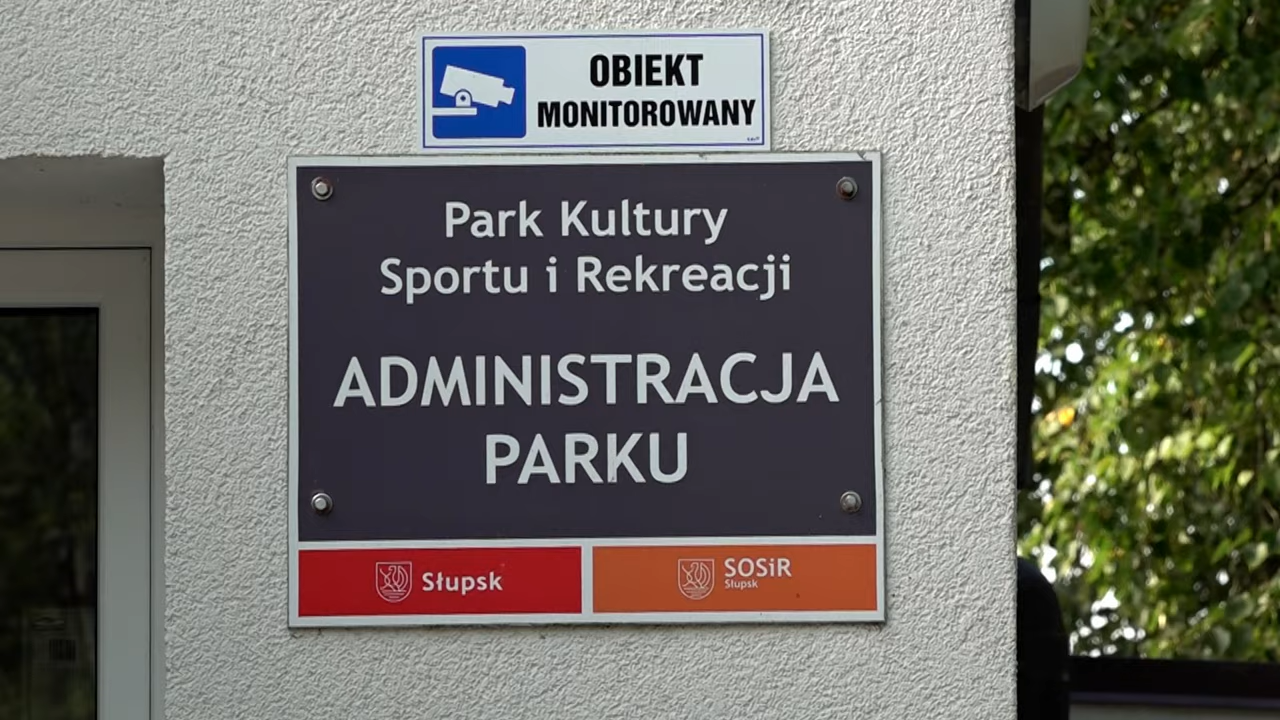 OBIEKT
MONITOROWANY
Park Kultury
Sportu i Rekreacji
ADMINISTRACJA
PARKU
Słupsk
SOSiR
Słupsk